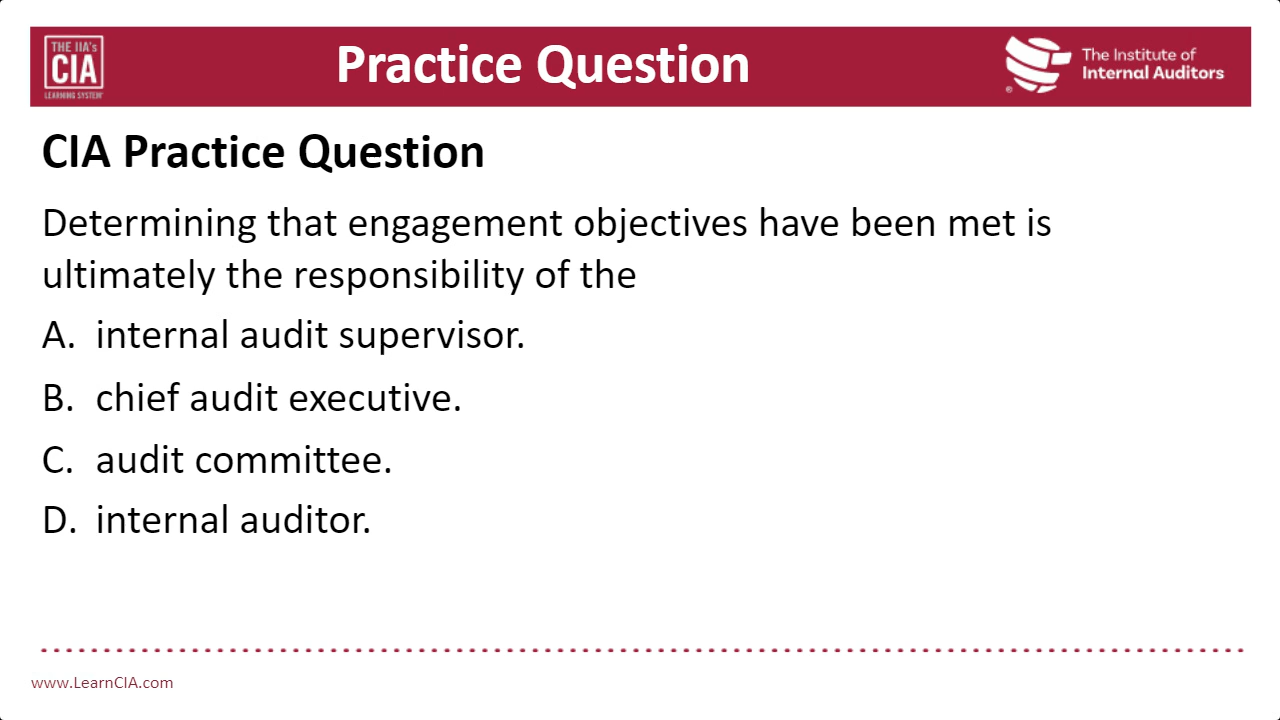 THE IIA's
CIA
LEARNING SYSTEM
Practice Question
The Institute of
Internal Auditors
®
CIA Practice Question
Determining that engagement objectives have been met is
ultimately the responsibility of the
A. internal audit supervisor.
B. chief audit executive.
C. audit committee.
D. internal auditor.
www.LearnCIA.com